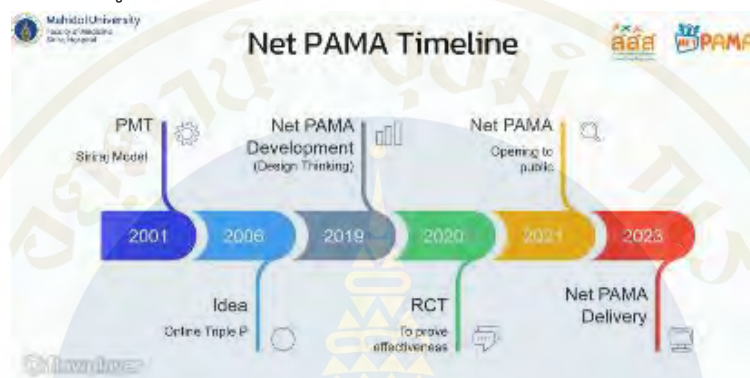 Mahidol University
Faculty of Medicine
Siriraj Hospital
Net PAMA Timeline
สสส
NET PAMA
PMT
Siriraj Model
Net PAMA
Development
(Design Thinking)
Net PAMA
Opening to
public
2001
2006
2019
2020
2021
2023
Idea
Online Triple P
RCT
To prove
effectiveness
Net PAMA
Delivery